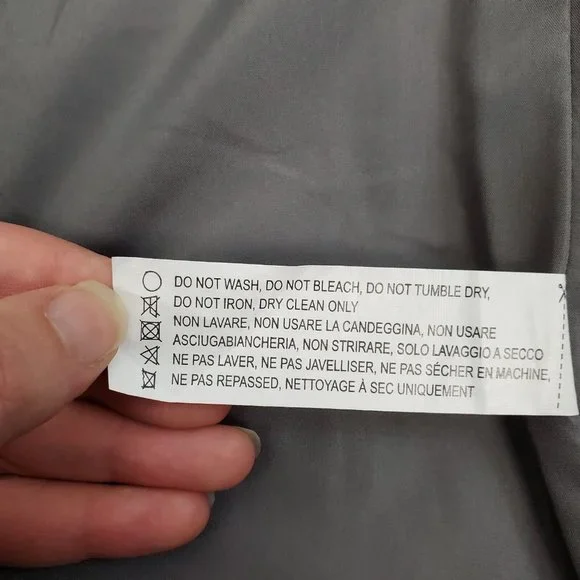 DO NOT WASH, DO NOT BLEACH, DO NOT TUMBLE DRY,
DO NOT IRON, DRY CLEAN ONLY
NON LAVARE, NON USARE LA CANDEGGINA, NON USARE
ASCIUGABIANCHERIA, NON STRIRARE, SOLO LAVAGGIO A SECCO
NE PAS LAVER, NE PAS JAVELLISER, NE PAS SÉCHER EN MACHINE,
NE PAS REPASSED, NETTOYAGE À SEC UNIQUEMENT